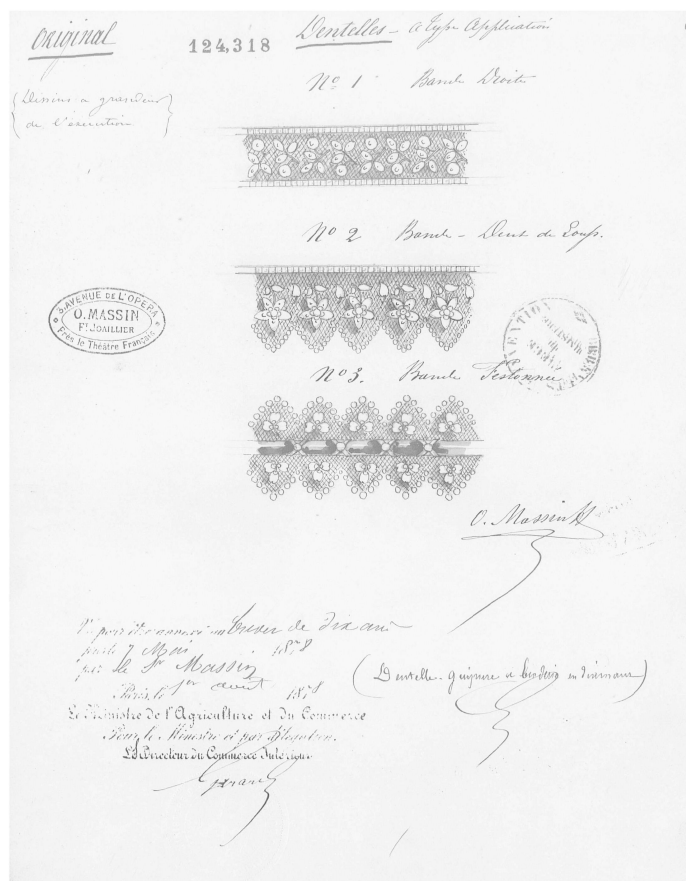 Original
124,318
Dentelles - à type Application
No 1 Bande Droite
(Dessins à grandeur
de l'exécution)
No 2 Bande - Dent de Loup.
3, AVENUE DE L'OPÉRA
O. MASSIN
Ft JOAILLIER
Près le Théâtre Français
No 3. Bande Festonnée
O. Massin
Vu pour être annexé au brevet de dix ans
pris le 7 Mai 1878
par le Sr Massin
Paris, le 1er août 1878
Le Ministre de l'Agriculture et du Commerce
Pour le Ministre et par délégation.
Le Directeur du Commerce Intérieur
(Dentelle - guipure et broderie en diamant)